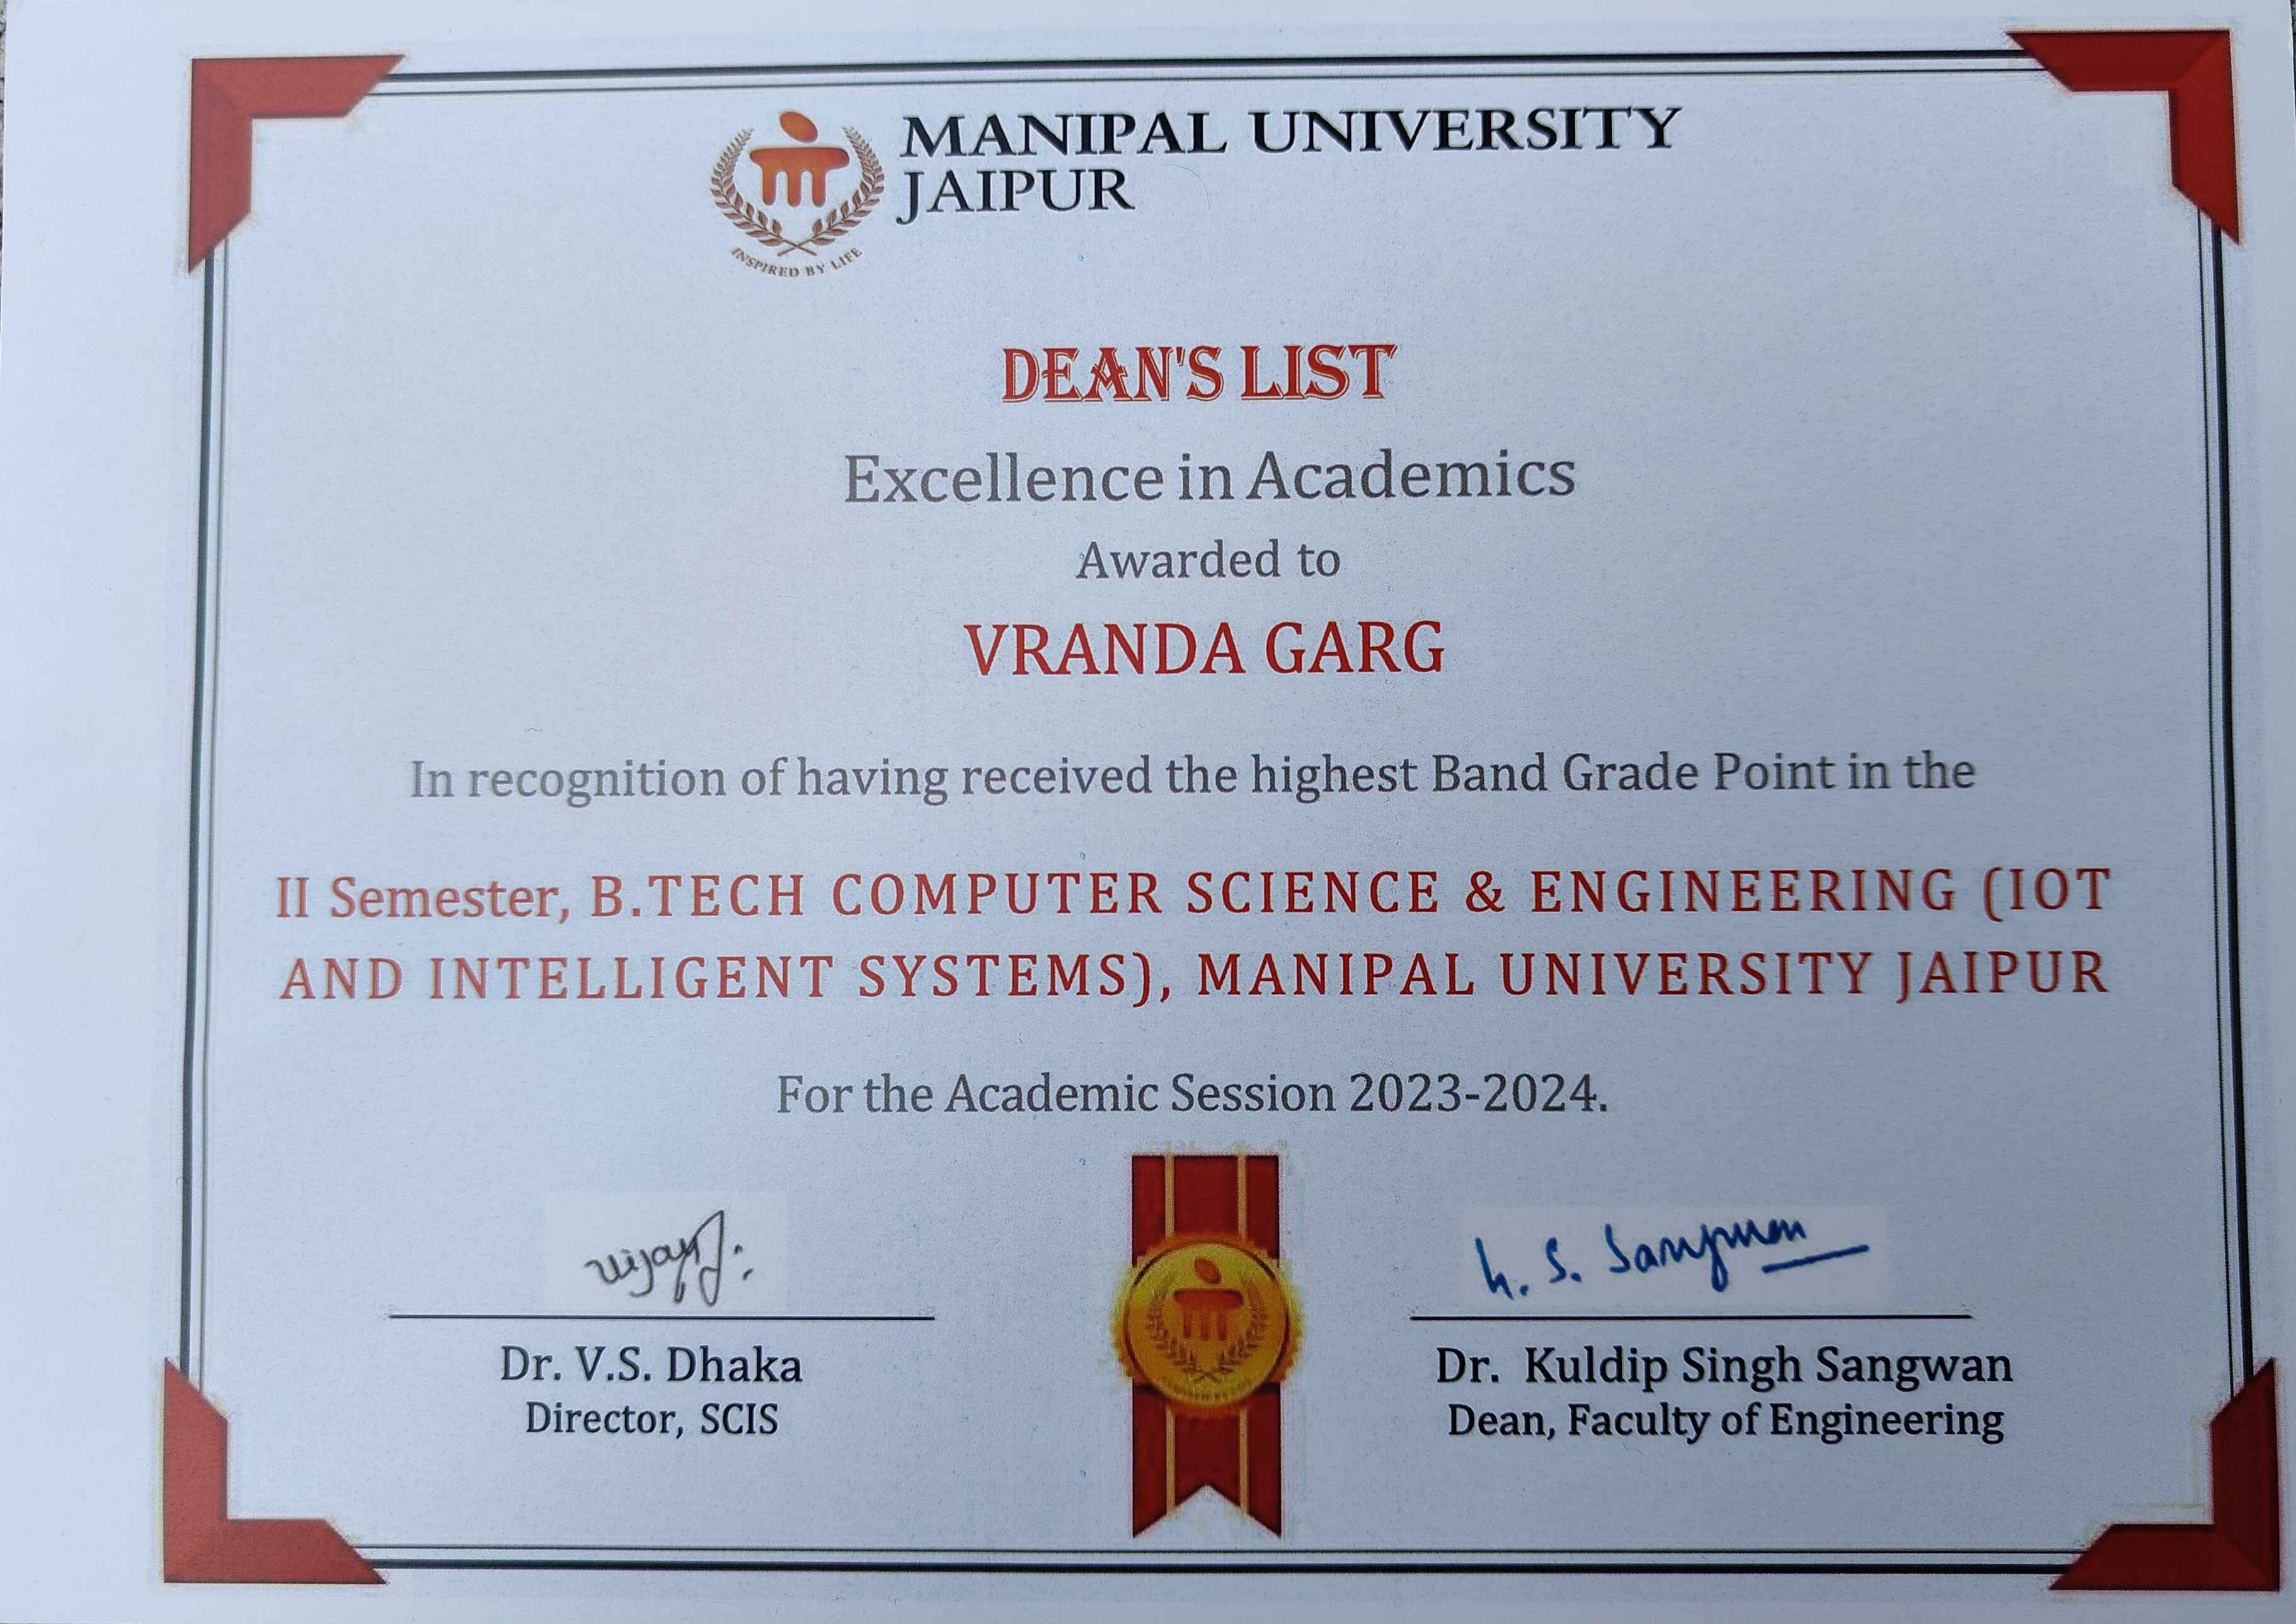 MANIPAL UNIVERSITY
JAIPUR
INSPIRED BY LIFE
DEAN'S LIST
Excellence in Academics
Awarded to
VRANDA GARG
In recognition of having received the highest Band Grade Point in the
II Semester, B.TECH COMPUTER SCIENCE & ENGINEERING (IOT
AND INTELLIGENT SYSTEMS), MANIPAL UNIVERSITY JAIPUR
For the Academic Session 2023-2024.
K. S. Sangwan
Dr. V.S. Dhaka
Director, SCIS
Dr. Kuldip Singh Sangwan
Dean, Faculty of Engineering